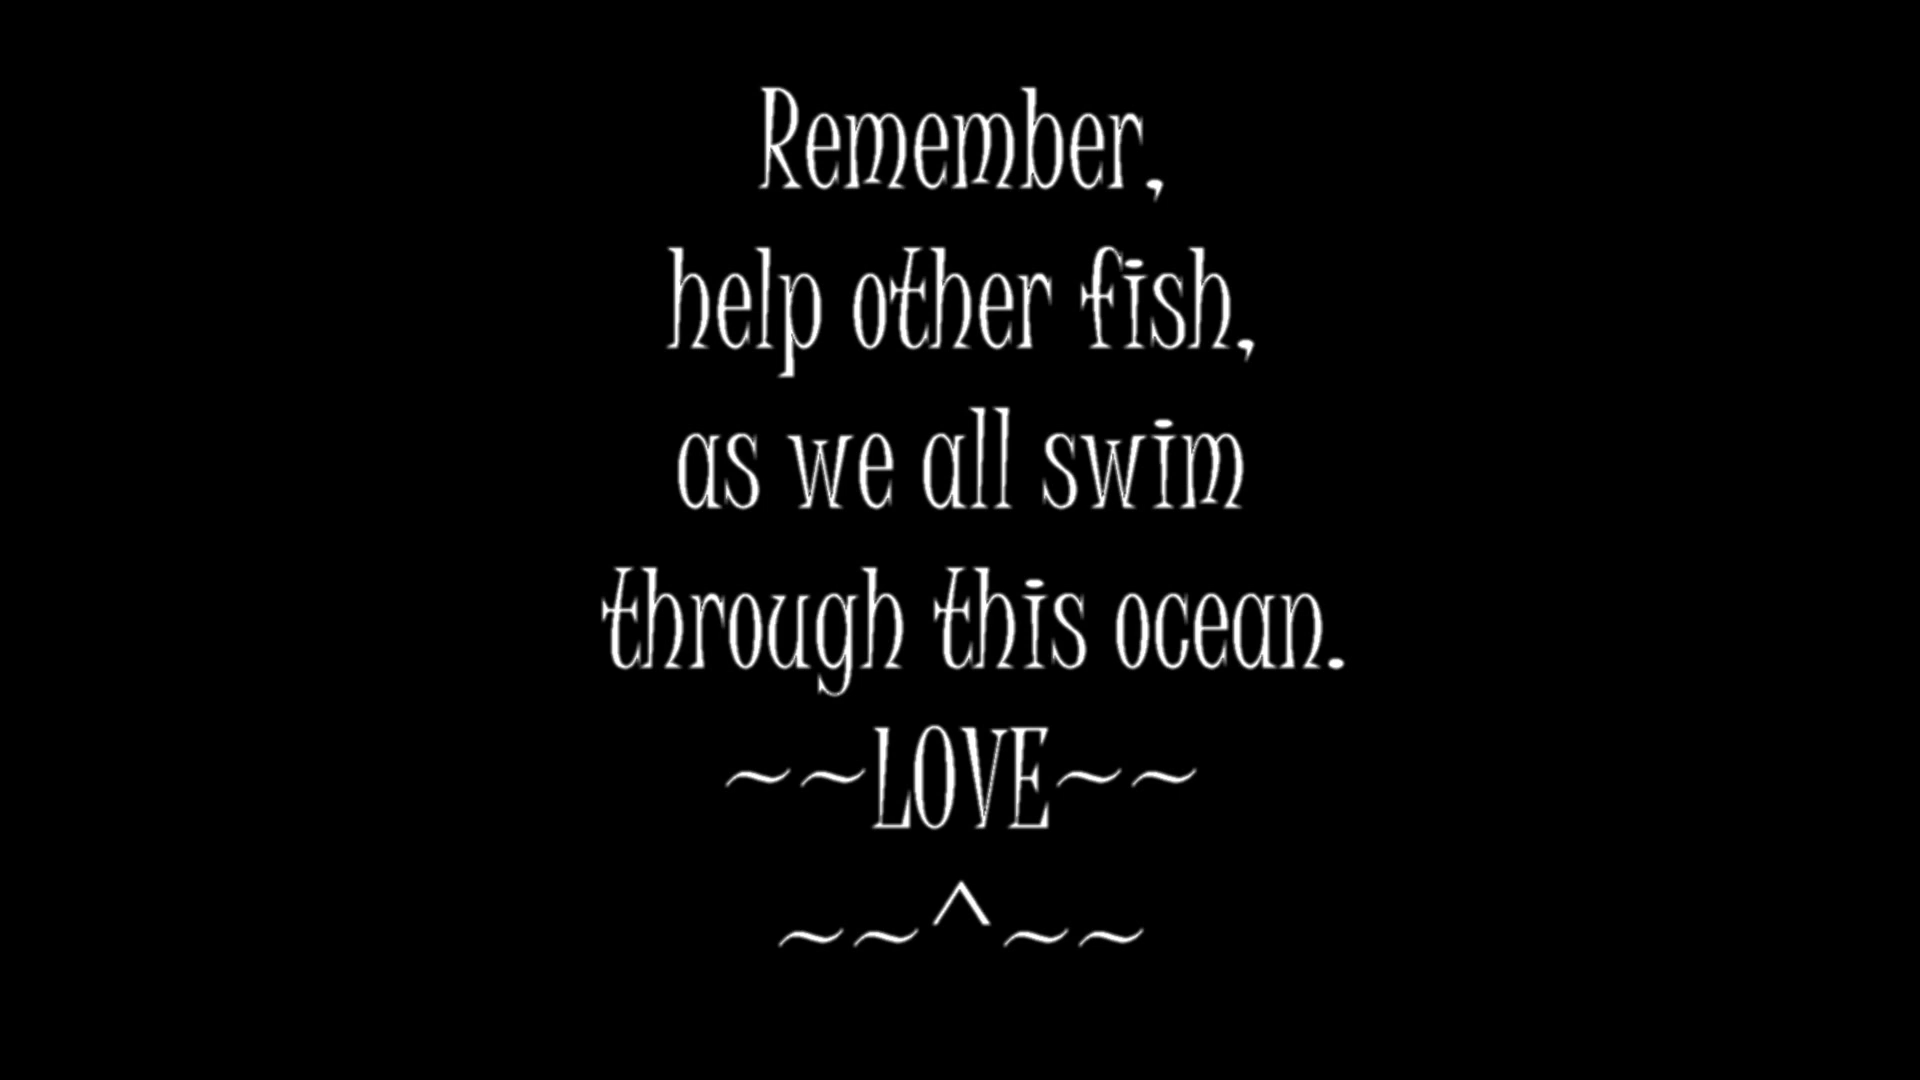 Remember,
help other fish,
as we all swim
through this ocean.
~~LOVE~~
~~^~~